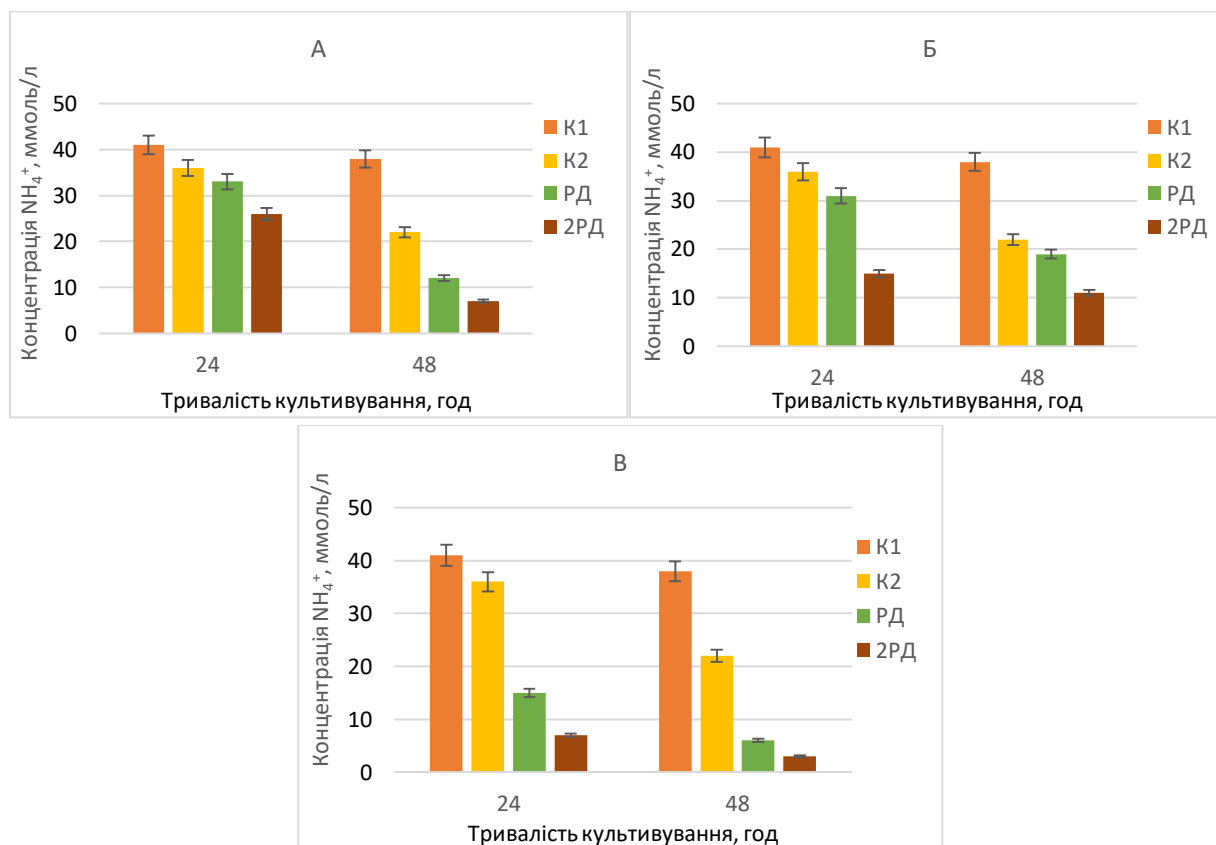 А
Концентрація NH₄⁺, ммоль/л
50
40
30
20
10
0
24
48
Тривалість культивування, год
К1
К2
РД
2РД
Б
Концентрація NH₄⁺, ммоль/л
50
40
30
20
10
0
24
48
Тривалість культивування, год
К1
К2
РД
2РД
В
Концентрація NH₄⁺, ммоль/л
50
40
30
20
10
0
24
48
Тривалість культивування, год
К1
К2
РД
2РД